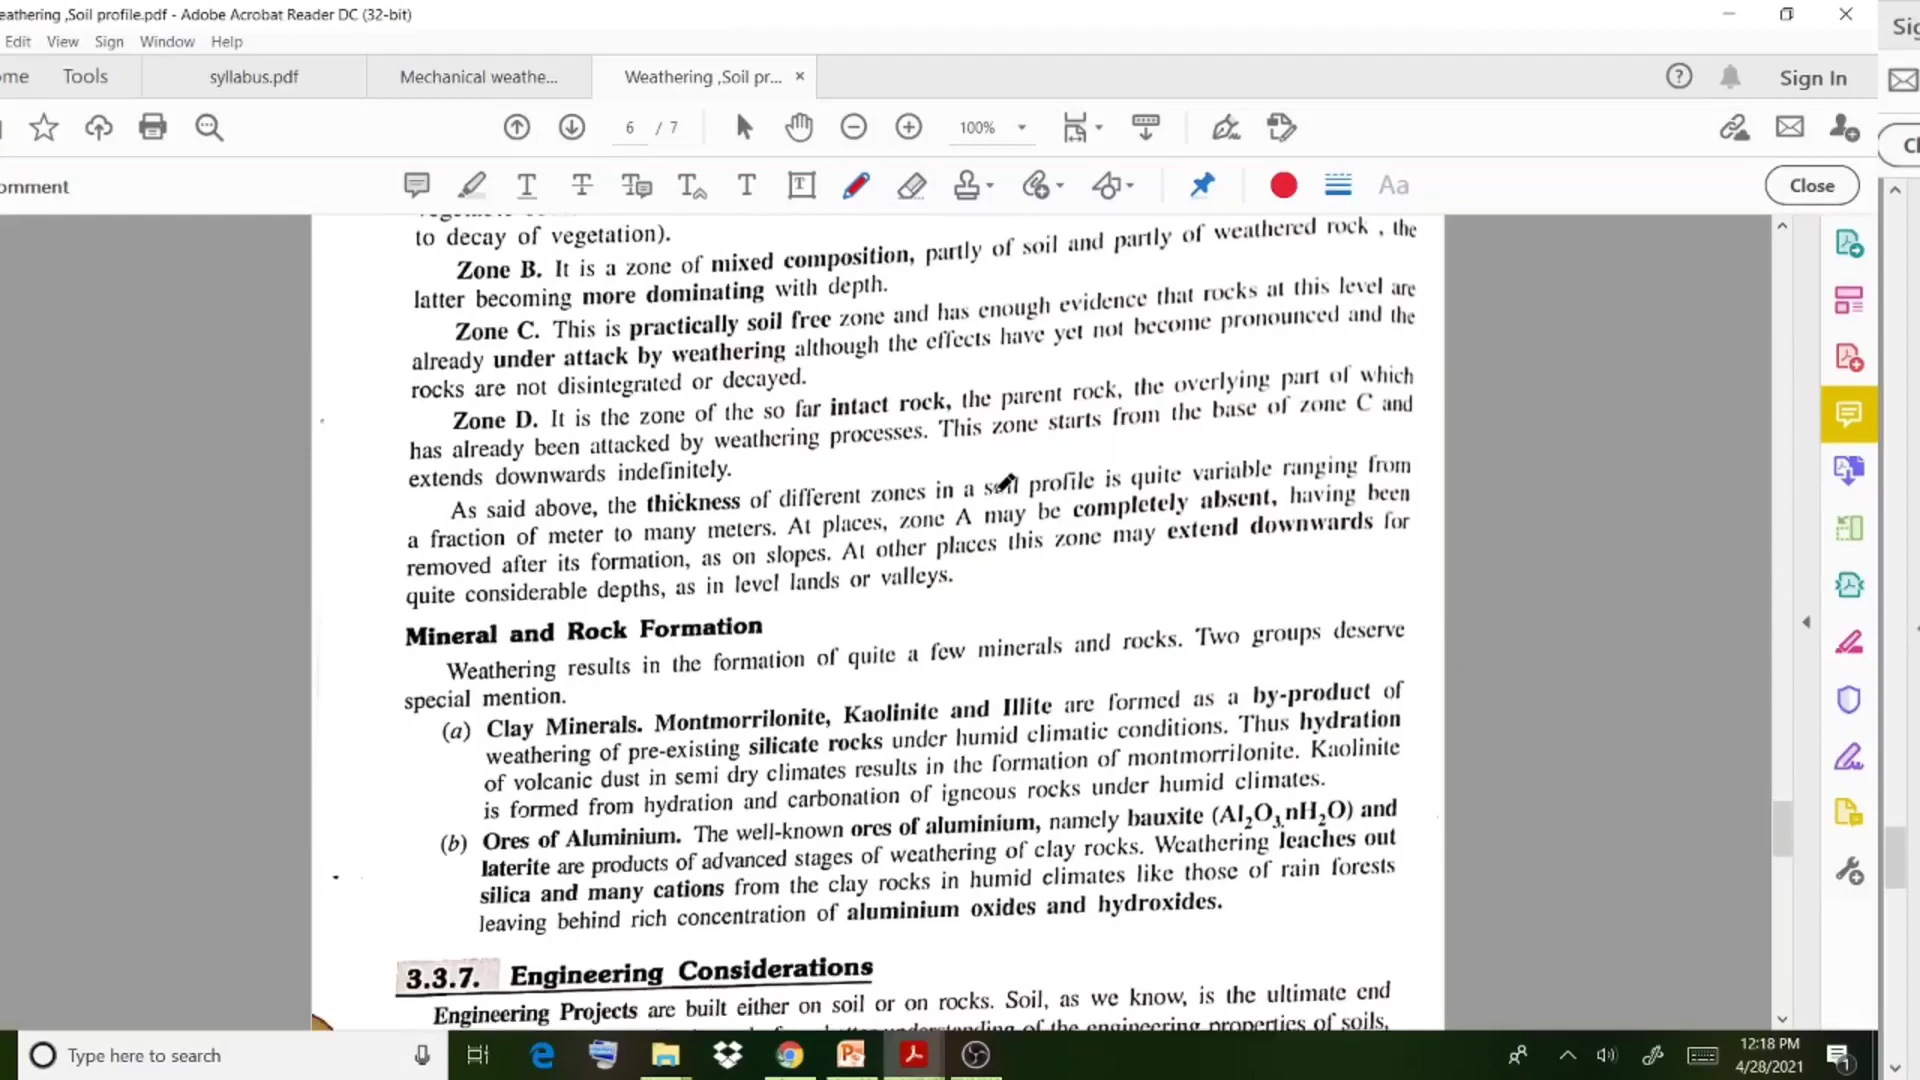 eathering ,Soil profile.pdf - Adobe Acrobat Reader DC (32-bit)
Edit View Sign Window Help
ome Tools syllabus.pdf Mechanical weathe... Weathering ,Soil pr... × Sign In
6 / 7 100%
omment Aa Close
to decay of vegetation).
Zone B. It is a zone of mixed composition, partly of soil and partly of weathered rock , the
latter becoming more dominating with depth.
Zone C. This is practically soil free zone and has enough evidence that rocks at this level are
already under attack by weathering although the effects have yet not become pronounced and the
rocks are not disintegrated or decayed.
Zone D. It is the zone of the so far intact rock, the parent rock, the overlying part of which
has already been attacked by weathering processes. This zone starts from the base of zone C and
extends downwards indefinitely.
As said above, the thickness of different zones in a soil profile is quite variable ranging from
a fraction of meter to many meters. At places, zone A may be completely absent, having been
removed after its formation, as on slopes. At other places this zone may extend downwards for
quite considerable depths, as in level lands or valleys.
Mineral and Rock Formation
Weathering results in the formation of quite a few minerals and rocks. Two groups deserve
special mention.
(a) Clay Minerals. Montmorrilonite, Kaolinite and Illite are formed as a by-product of
weathering of pre-existing silicate rocks under humid climatic conditions. Thus hydration
of volcanic dust in semi dry climates results in the formation of montmorrilonite. Kaolinite
is formed from hydration and carbonation of igneous rocks under humid climates.
(b) Ores of Aluminium. The well-known ores of aluminium, namely bauxite (Al₂O₃nH₂O) and
laterite are products of advanced stages of weathering of clay rocks. Weathering leaches out
silica and many cations from the clay rocks in humid climates like those of rain forests
leaving behind rich concentration of aluminium oxides and hydroxides.
3.3.7. Engineering Considerations
Engineering Projects are built either on soil or on rocks. Soil, as we know, is the ultimate end
of the engineering properties of soils,
Type here to search
12:18 PM
4/28/2021